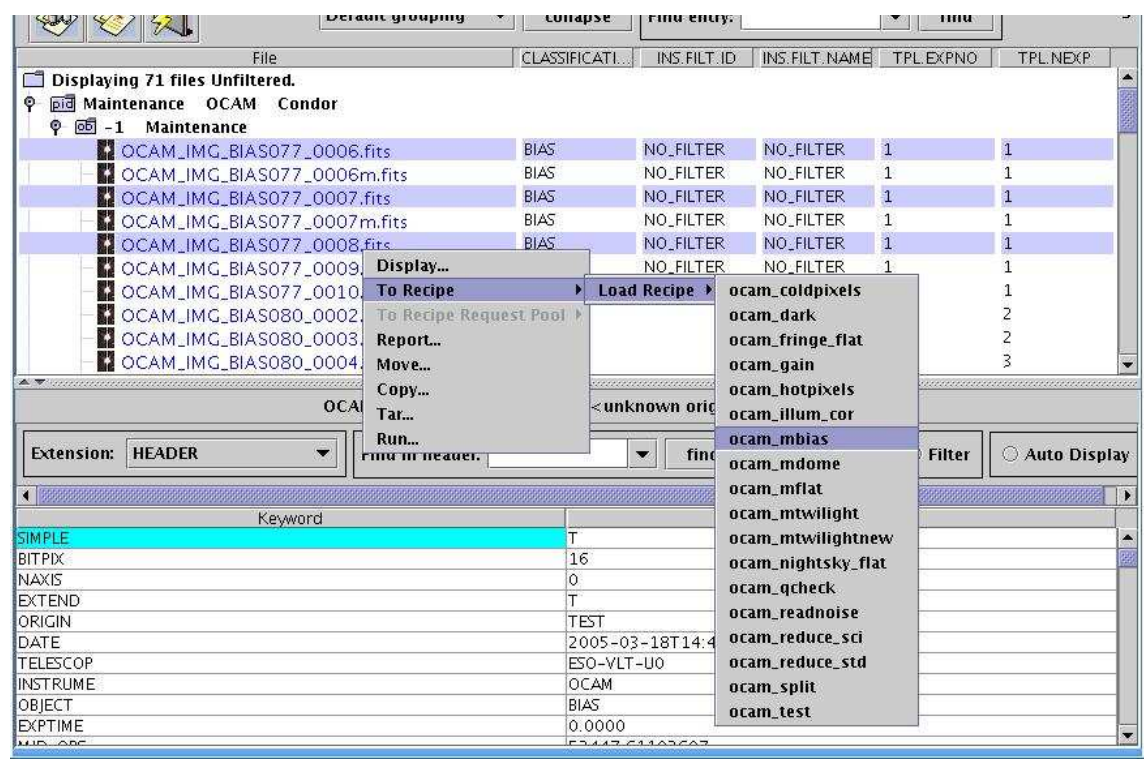 Default grouping collapse Find entry: find
File CLASSIFICATI... INS.FILT.ID INS.FILT.NAME TPL.EXPNO TPL.NEXP
Displaying 71 files Unfiltered.
pid Maintenance OCAM Condor
ob -1 Maintenance
OCAM_IMG_BIAS077_0006.fits BIAS NO_FILTER NO_FILTER 1 1
OCAM_IMG_BIAS077_0006m.fits BIAS NO_FILTER NO_FILTER 1 1
OCAM_IMG_BIAS077_0007.fits BIAS NO_FILTER NO_FILTER 1 1
OCAM_IMG_BIAS077_0007m.fits BIAS NO_FILTER NO_FILTER 1 1
OCAM_IMG_BIAS077_0008.fits BIAS NO_FILTER NO_FILTER 1 1
OCAM_IMG_BIAS077_0009. NO_FILTER NO_FILTER 1 1
OCAM_IMG_BIAS077_0010. 1
OCAM_IMG_BIAS080_0002. 2
OCAM_IMG_BIAS080_0003. 2
OCAM_IMG_BIAS080_0004. 3
Display...
To Recipe
To Recipe Request Pool
Report...
Move...
Copy...
Tar...
Run...
Load Recipe
ocam_coldpixels
ocam_dark
ocam_fringe_flat
ocam_gain
ocam_hotpixels
ocam_illum_cor
ocam_mbias
ocam_mdome
ocam_mflat
ocam_mtwilight
ocam_mtwilightnew
ocam_nightsky_flat
ocam_qcheck
ocam_readnoise
ocam_reduce_sci
ocam_reduce_std
ocam_split
ocam_test
OCA <unknown orig
Extension: HEADER Find in header: find Filter Auto Display
Keyword
SIMPLE T
BITPIX 16
NAXIS 0
EXTEND T
ORIGIN TEST
DATE 2005-03-18T14:4
TELESCOP ESO-VLT-U0
INSTRUME OCAM
OBJECT BIAS
EXPTIME 0.0000